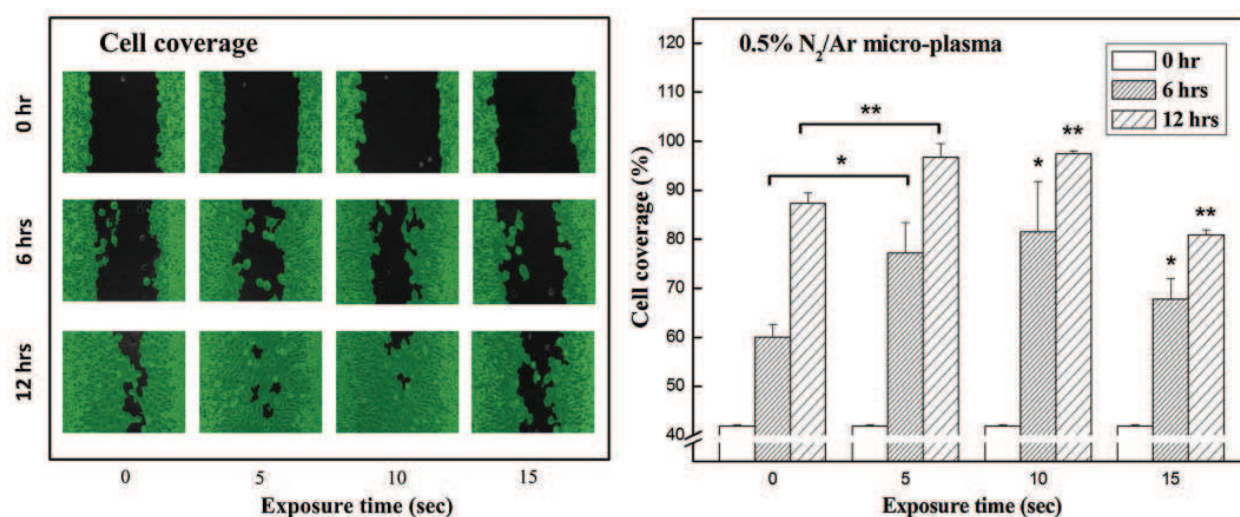 Cell coverage
0 hr
6 hrs
12 hrs
0 5 10 15
Exposure time (sec)
0.5% N₂/Ar micro-plasma
0 hr
6 hrs
12 hrs
120
110
100
90
80
70
60
50
40
Cell coverage (%)
**
*
*
**
*
**
0 5 10 15
Exposure time (sec)